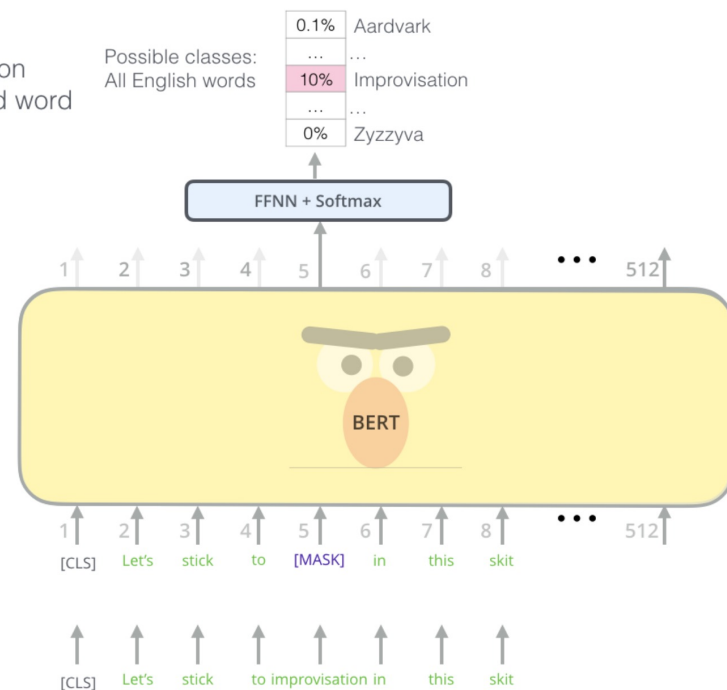 0.1% Aardvark
... ...
Possible classes:
All English words
10% Improvisation
... ...
0% Zyzzyva
on
d word
FFNN + Softmax
1 2 3 4 5 6 7 8 ... 512
BERT
1 2 3 4 5 6 7 8 ... 512
[CLS] Let's stick to [MASK] in this skit
[CLS] Let's stick to improvisation in this skit